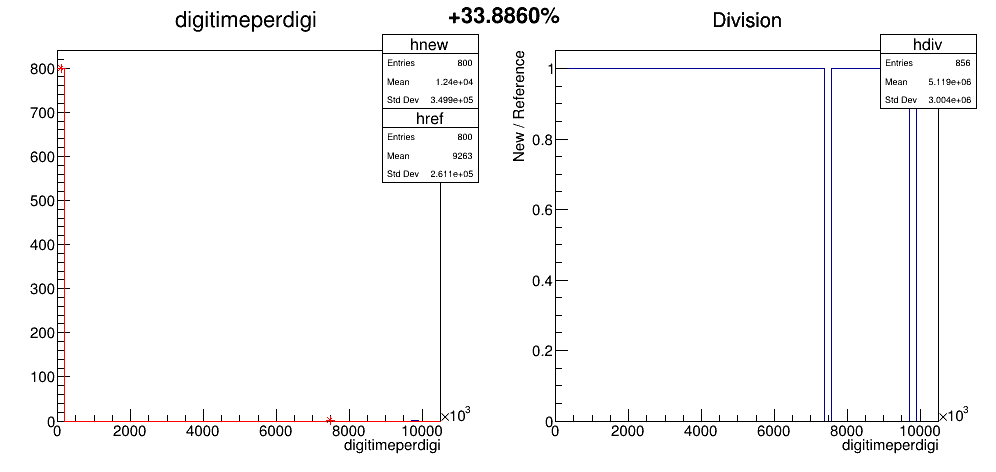 digitimeperdigi
+33.8860%
Division
hnew
Entries 800
Mean 1.24e+04
Std Dev 3.499e+05
href
Entries 800
Mean 9263
Std Dev 2.611e+05
800
700
600
500
400
300
200
100
0
0 2000 4000 6000 8000 10000
×10³
digitimeperdigi
hdiv
Entries 856
Mean 5.119e+06
Std Dev 3.004e+06
New / Reference
1
0.8
0.6
0.4
0.2
0
0 2000 4000 6000 8000 10000
×10³
digitimeperdigi